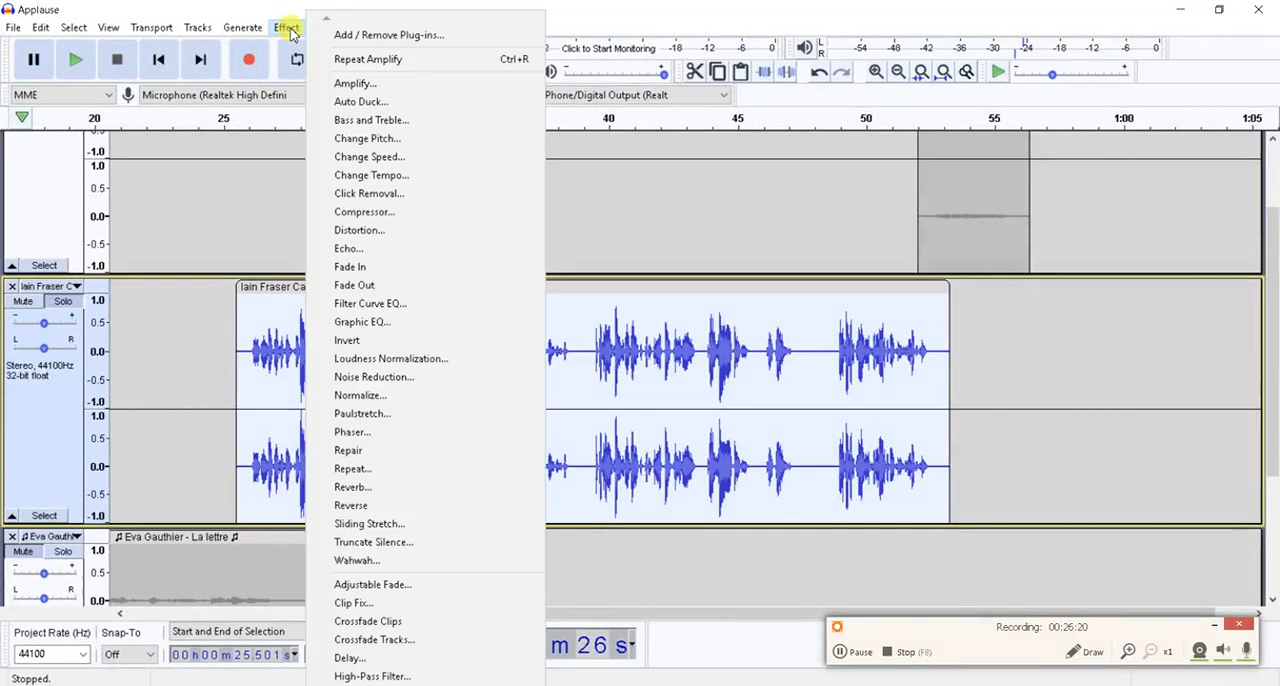 Applause
File Edit Select View Transport Tracks Generate Effect
Click to Start Monitoring -18 -12 -6 0
L
R
-54 -48 -42 -36 -30 -24 -18 -12 -6 0
MME Microphone (Realtek High Defini Phone/Digital Output (Realt
20 25 40 45 50 55 1:00 1:05
Add / Remove Plug-ins...
Repeat Amplify Ctrl+R
Amplify...
Auto Duck...
Bass and Treble...
Change Pitch...
Change Speed...
Change Tempo...
Click Removal...
Compressor...
Distortion...
Echo...
Fade In
Fade Out
Filter Curve EQ...
Graphic EQ...
Invert
Loudness Normalization...
Noise Reduction...
Normalize...
Paulstretch...
Phaser...
Repair
Repeat...
Reverb...
Reverse
Sliding Stretch...
Truncate Silence...
Wahwah...
Adjustable Fade...
Clip Fix...
Crossfade Clips
Crossfade Tracks...
Delay...
High-Pass Filter...
-1.0
1.0
0.5
0.0
-0.5
-1.0
Select
Iain Fraser C
Mute Solo
- +
L R
Stereo, 44100Hz
32-bit float
Select
1.0
0.5
0.0
-0.5
-1.0
1.0
0.5
0.0
-0.5
-1.0
Iain Fraser Ca
♫ Eva Gauthi
Mute Solo
- +
L R
1.0
0.5
0.0
♫ Eva Gauthier - La lettre ♫
Project Rate (Hz) Snap-To Start and End of Selection
44100 Off 00h00m25.501s
m 26 s
Stopped.
Recording: 00:26:20
Pause Stop (F8) Draw x1